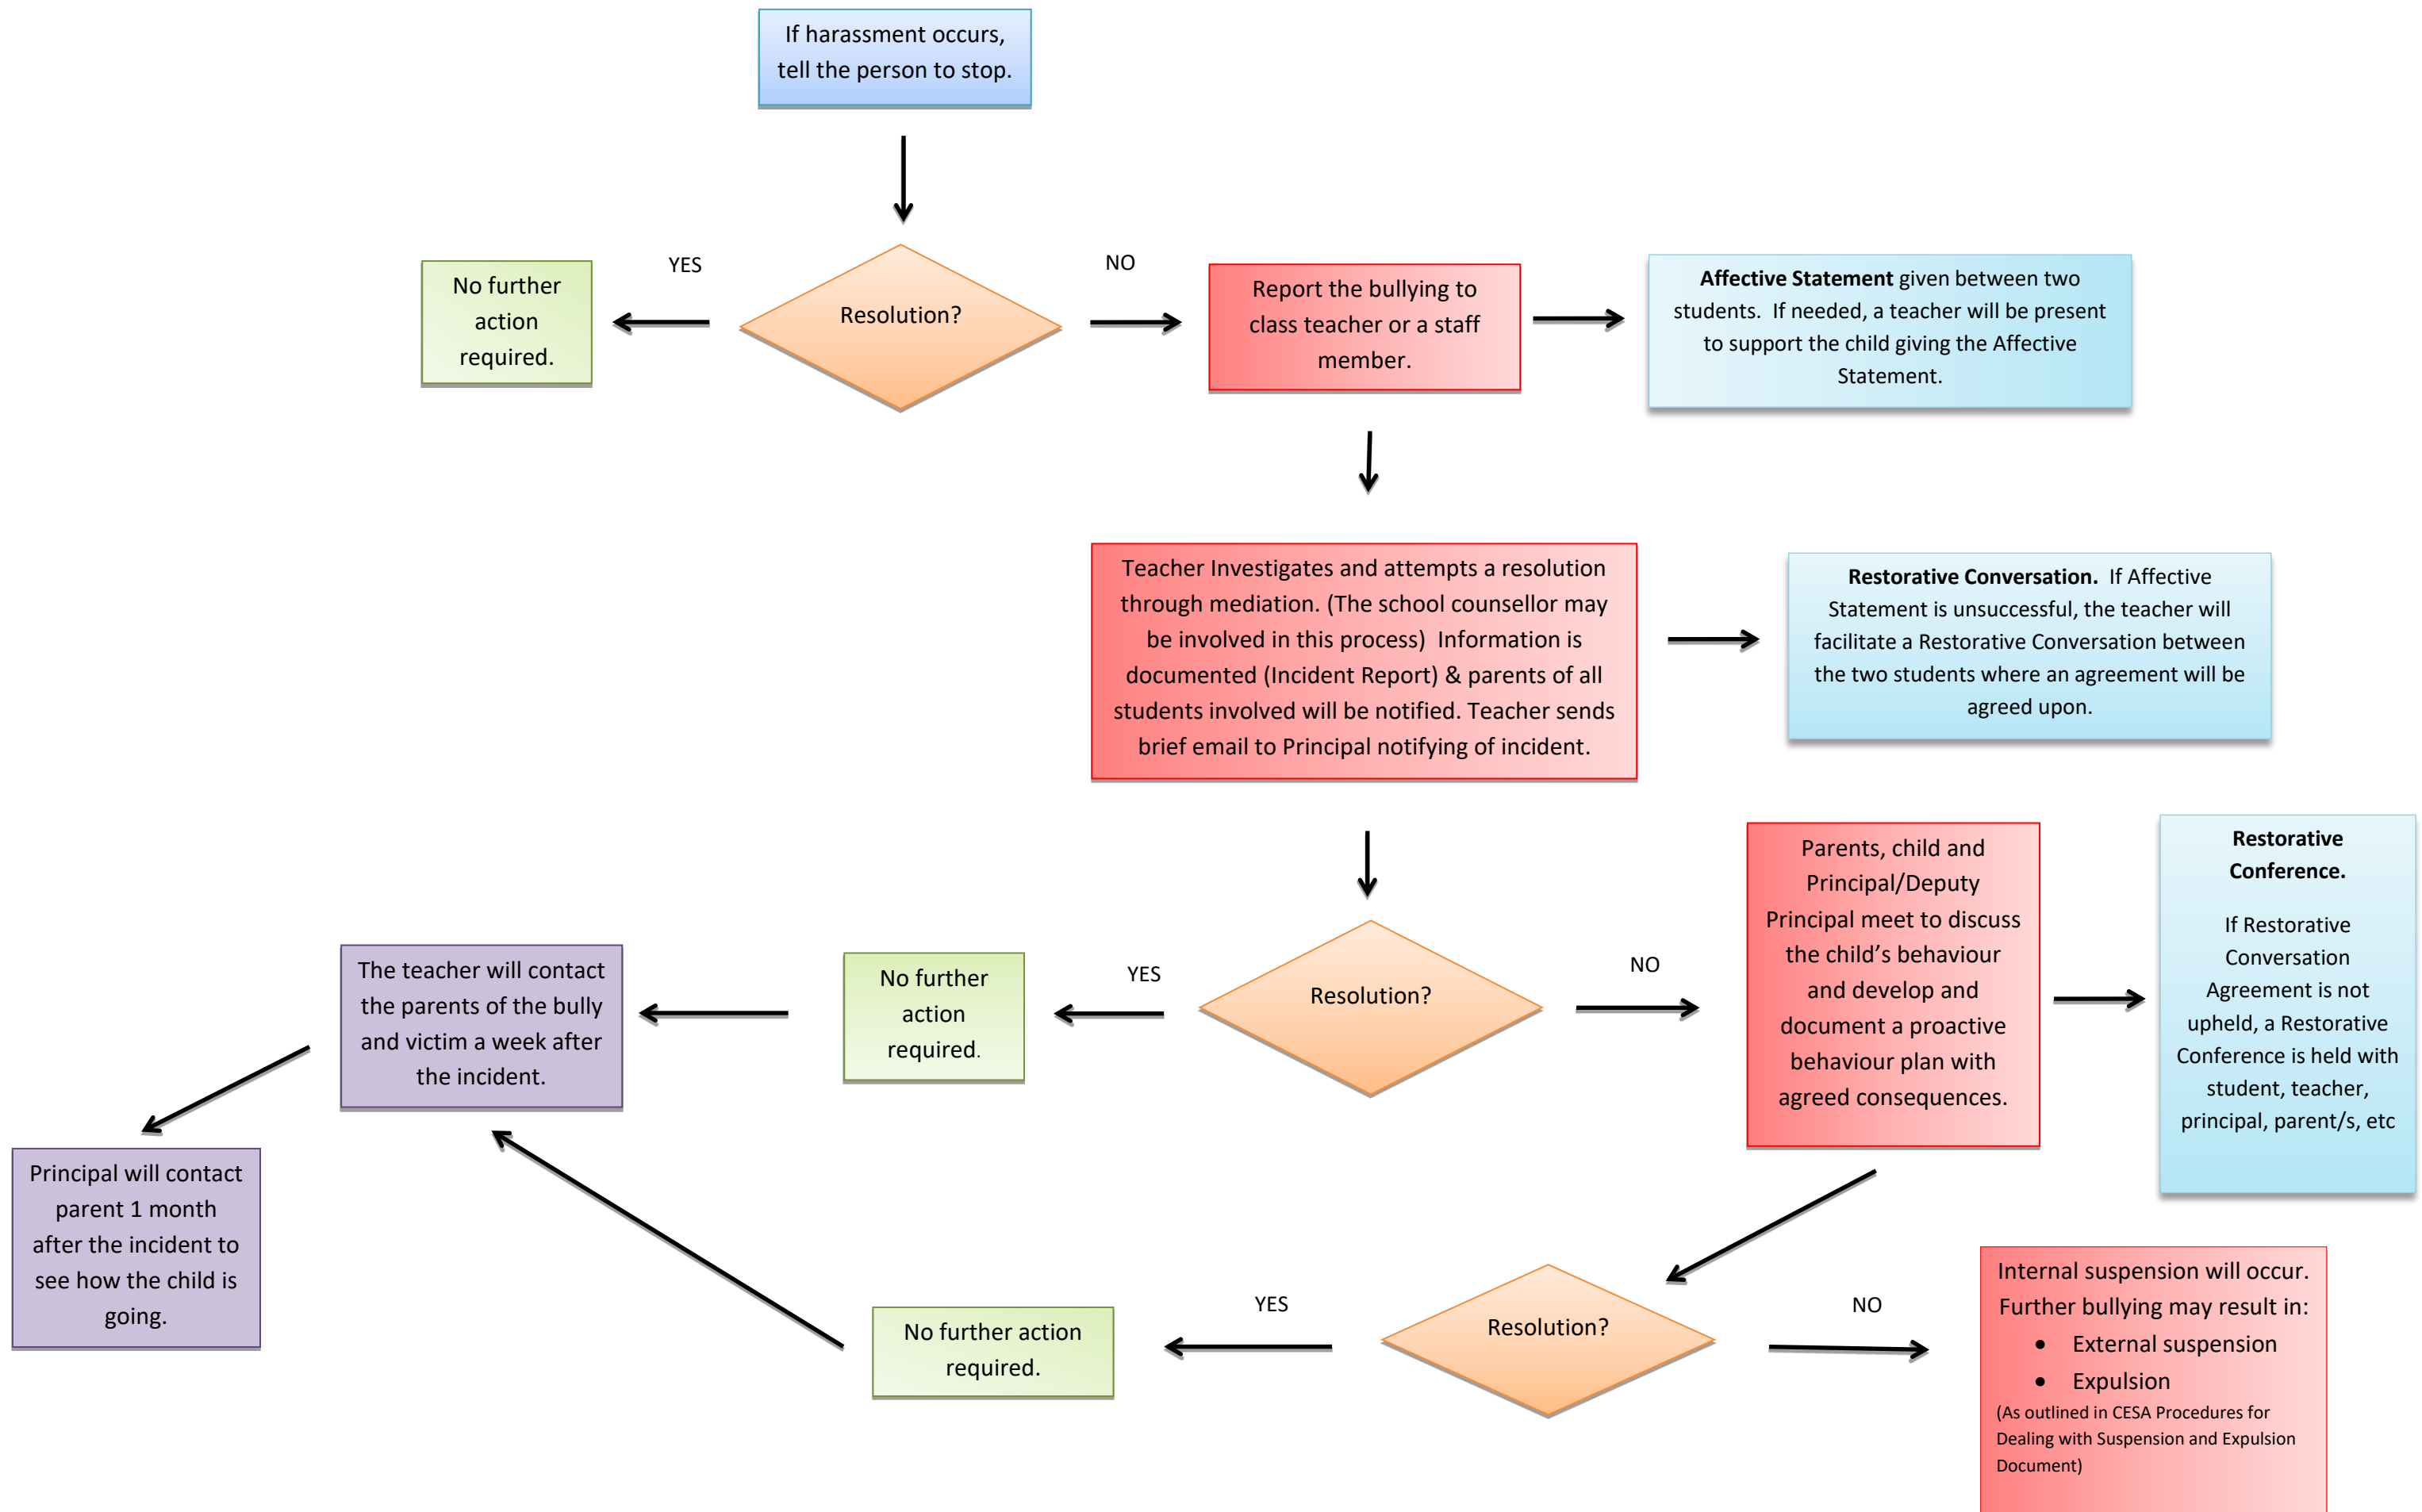 If harassment occurs,
tell the person to stop.
YES
NO
No further
action
required.
Resolution?
Report the bullying to
class teacher or a staff
member.
Affective Statement given between two
students.  If needed, a teacher will be present
to support the child giving the Affective
Statement.
Teacher Investigates and attempts a resolution
through mediation. (The school counsellor may
be involved in this process)  Information is
documented (Incident Report) & parents of all
students involved will be notified. Teacher sends
brief email to Principal notifying of incident.
Restorative Conversation.  If Affective
Statement is unsuccessful, the teacher will
facilitate a Restorative Conversation between
the two students where an agreement will be
agreed upon.
Parents, child and
Principal/Deputy
Principal meet to discuss
the child’s behaviour
and develop and
document a proactive
behaviour plan with
agreed consequences.
Restorative
Conference.
If Restorative
Conversation
Agreement is not
upheld, a Restorative
Conference is held with
student, teacher,
principal, parent/s, etc
The teacher will contact
the parents of the bully
and victim a week after
the incident.
No further
action
required.
YES
Resolution?
NO
Principal will contact
parent 1 month
after the incident to
see how the child is
going.
No further action
required.
YES
Resolution?
NO
Internal suspension will occur.
Further bullying may result in:
• External suspension
• Expulsion
(As outlined in CESA Procedures for
Dealing with Suspension and Expulsion
Document)